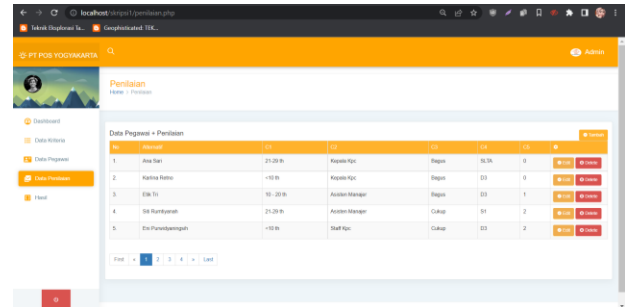 localhost/skripsi1/penilaian.php
Teknik Eksplorasi Ta...
Geophisticated: TEK...
PT POS YOGYAKARTA
Admin
Penilaian
Home / Penilaian
Dashboard
Data Kriteria
Data Pegawai
Data Penilaian
Hasil
Data Pegawai + Penilaian
Tambah
No Alternatif C1 C2 C3 C4 C5
1. Ana Sari 21-29 th Kepala Kpc Bagus SLTA 0 Edit Delete
2. Karlina Retno <10 th Kepala Kpc Bagus D3 0 Edit Delete
3. Elik Tri 10 - 20 th Asisten Manajer Bagus D3 1 Edit Delete
4. Siti Rumtiyanah 21-29 th Asisten Manajer Cukup S1 2 Edit Delete
5. Eni Purwidyaningsih <10 th Staff Kpc Cukup D3 2 Edit Delete
First « 1 2 3 4 » Last